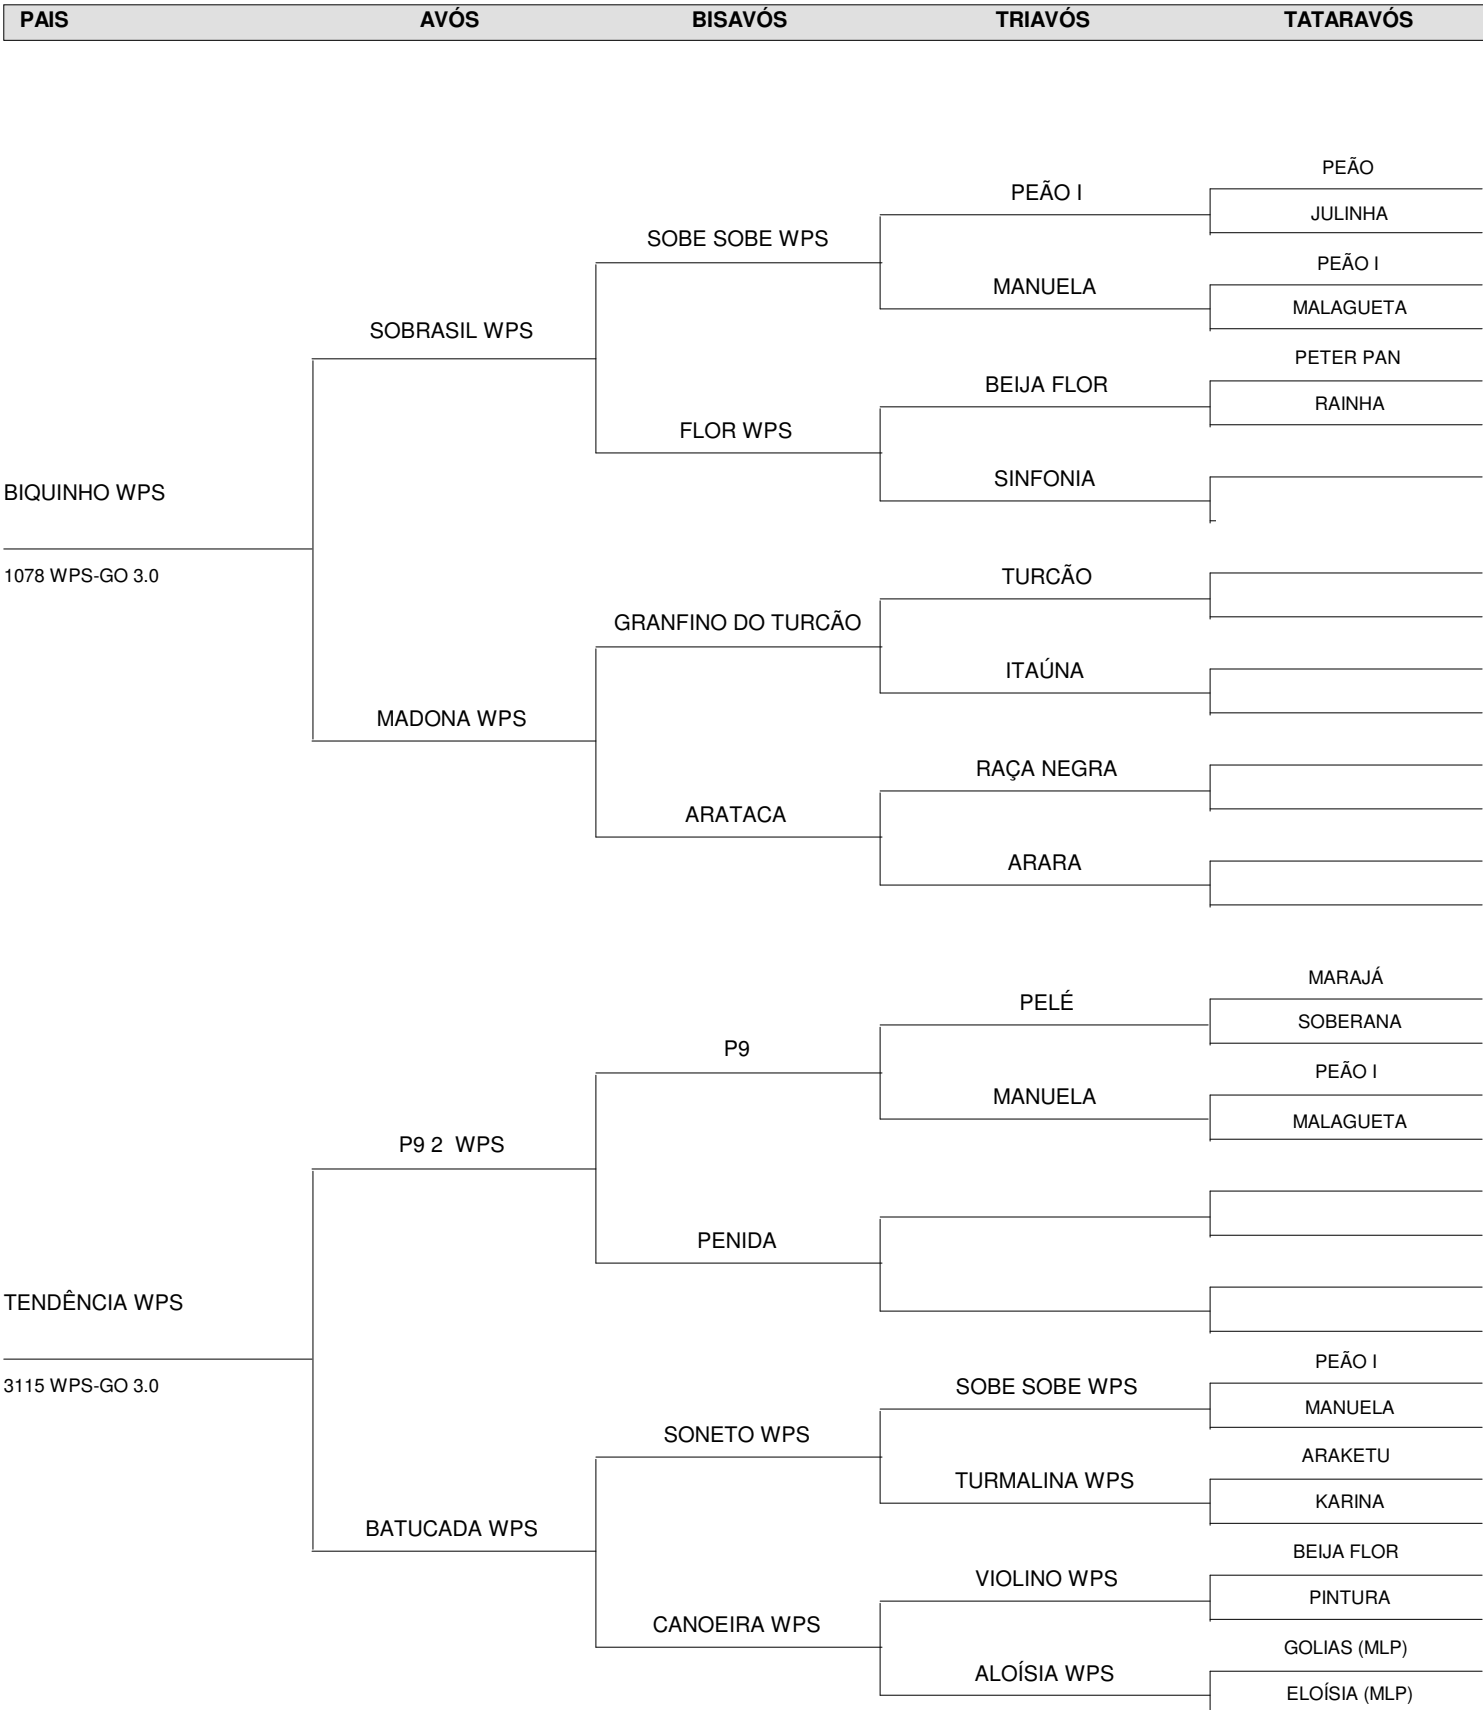 PAIS AVÓS BISAVÓS TRIAVÓS TATARAVÓS
PEÃO
PEÃO I
JULINHA
SOBE SOBE WPS
PEÃO I
MANUELA
MALAGUETA
SOBRASIL WPS
PETER PAN
BEIJA FLOR
RAINHA
FLOR WPS
SINFONIA
BIQUINHO WPS
1078 WPS-GO 3.0
TURCÃO
GRANFINO DO TURCÃO
ITAÚNA
MADONA WPS
RAÇA NEGRA
ARATACA
ARARA
MARAJÁ
PELÉ
SOBERANA
P9
PEÃO I
MANUELA
MALAGUETA
P9 2 WPS
PENIDA
TENDÊNCIA WPS
PEÃO I
3115 WPS-GO 3.0
SOBE SOBE WPS
MANUELA
SONETO WPS
ARAKETU
TURMALINA WPS
KARINA
BATUCADA WPS
BEIJA FLOR
VIOLINO WPS
PINTURA
CANOEIRA WPS
GOLIAS (MLP)
ALOÍSIA WPS
ELOÍSIA (MLP)